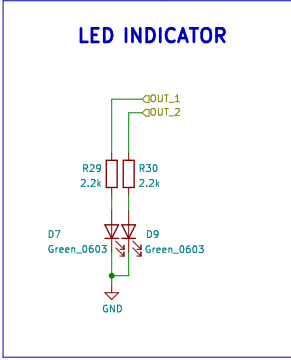 LED INDICATOR
OUT_1
OUT_2
R29 R30
2.2k 2.2k
D7 D9
Green_0603 Green_0603
GND